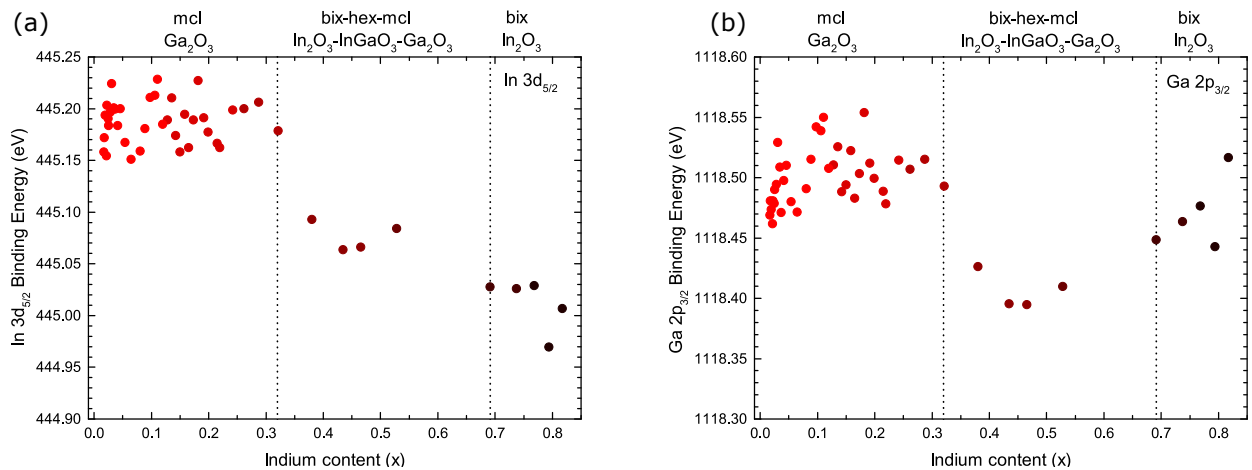 (a)
mcl
bix-hex-mcl
bix
Ga₂O₃
In₂O₃-InGaO₃-Ga₂O₃
In₂O₃
445.25
445.20
445.15
445.10
445.05
445.00
444.95
444.90
In 3d₅/₂
In 3d₅/₂ Binding Energy (eV)
0.0 0.1 0.2 0.3 0.4 0.5 0.6 0.7 0.8
Indium content (x)
(b)
mcl
bix-hex-mcl
bix
Ga₂O₃
In₂O₃-InGaO₃-Ga₂O₃
In₂O₃
1118.60
1118.55
1118.50
1118.45
1118.40
1118.35
1118.30
Ga 2p₃/₂
Ga 2p₃/₂ Binding Energy (eV)
0.0 0.1 0.2 0.3 0.4 0.5 0.6 0.7 0.8
Indium content (x)